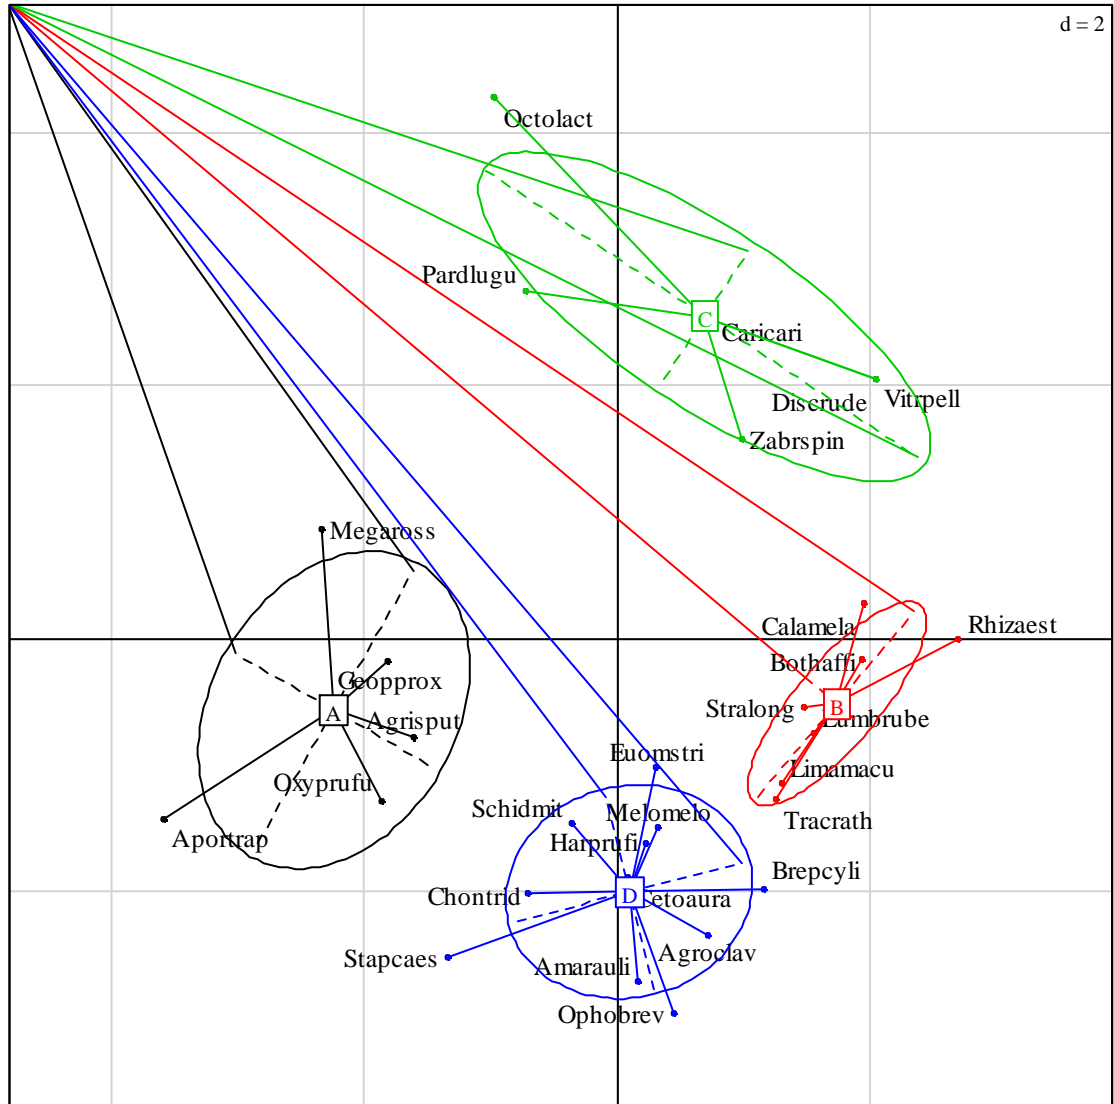 d = 2
Octolact
Pardlugu
C
Caricari
Discrude
Vitrpell
Zabrspin
Megaross
Calamela
Rhizaest
Bothaffi
Geopprox
A
Agrisput
Stralong
B
Lumbrube
Euomstri
Limamacu
Oxyprufu
Tracrath
Aportrap
Schidmit
Melomelo
Harprufi
Brepcyli
Chontrid
D
Cetoaura
Stapcaes
Amarauli
Agroclav
Ophobrev